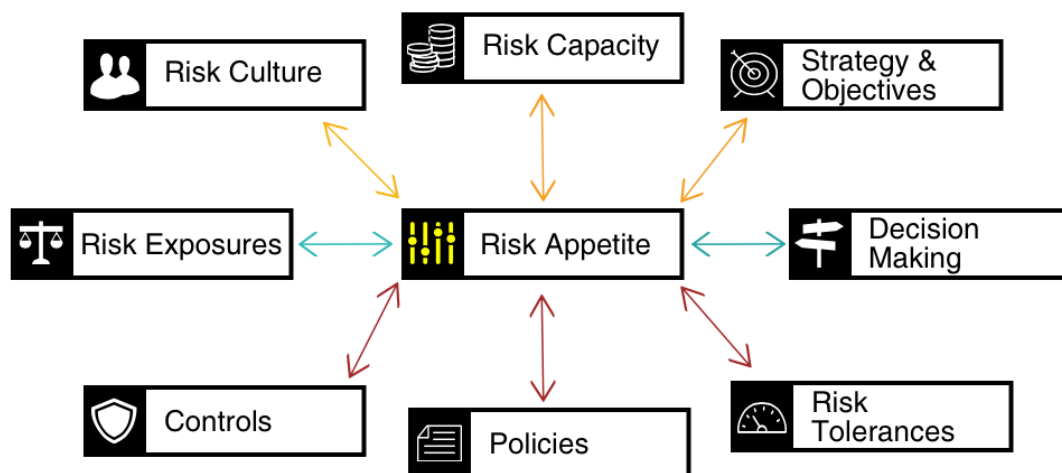 Risk Culture
Risk Capacity
Strategy &
Objectives
Risk Exposures
Risk Appetite
Decision
Making
Controls
Policies
Risk
Tolerances